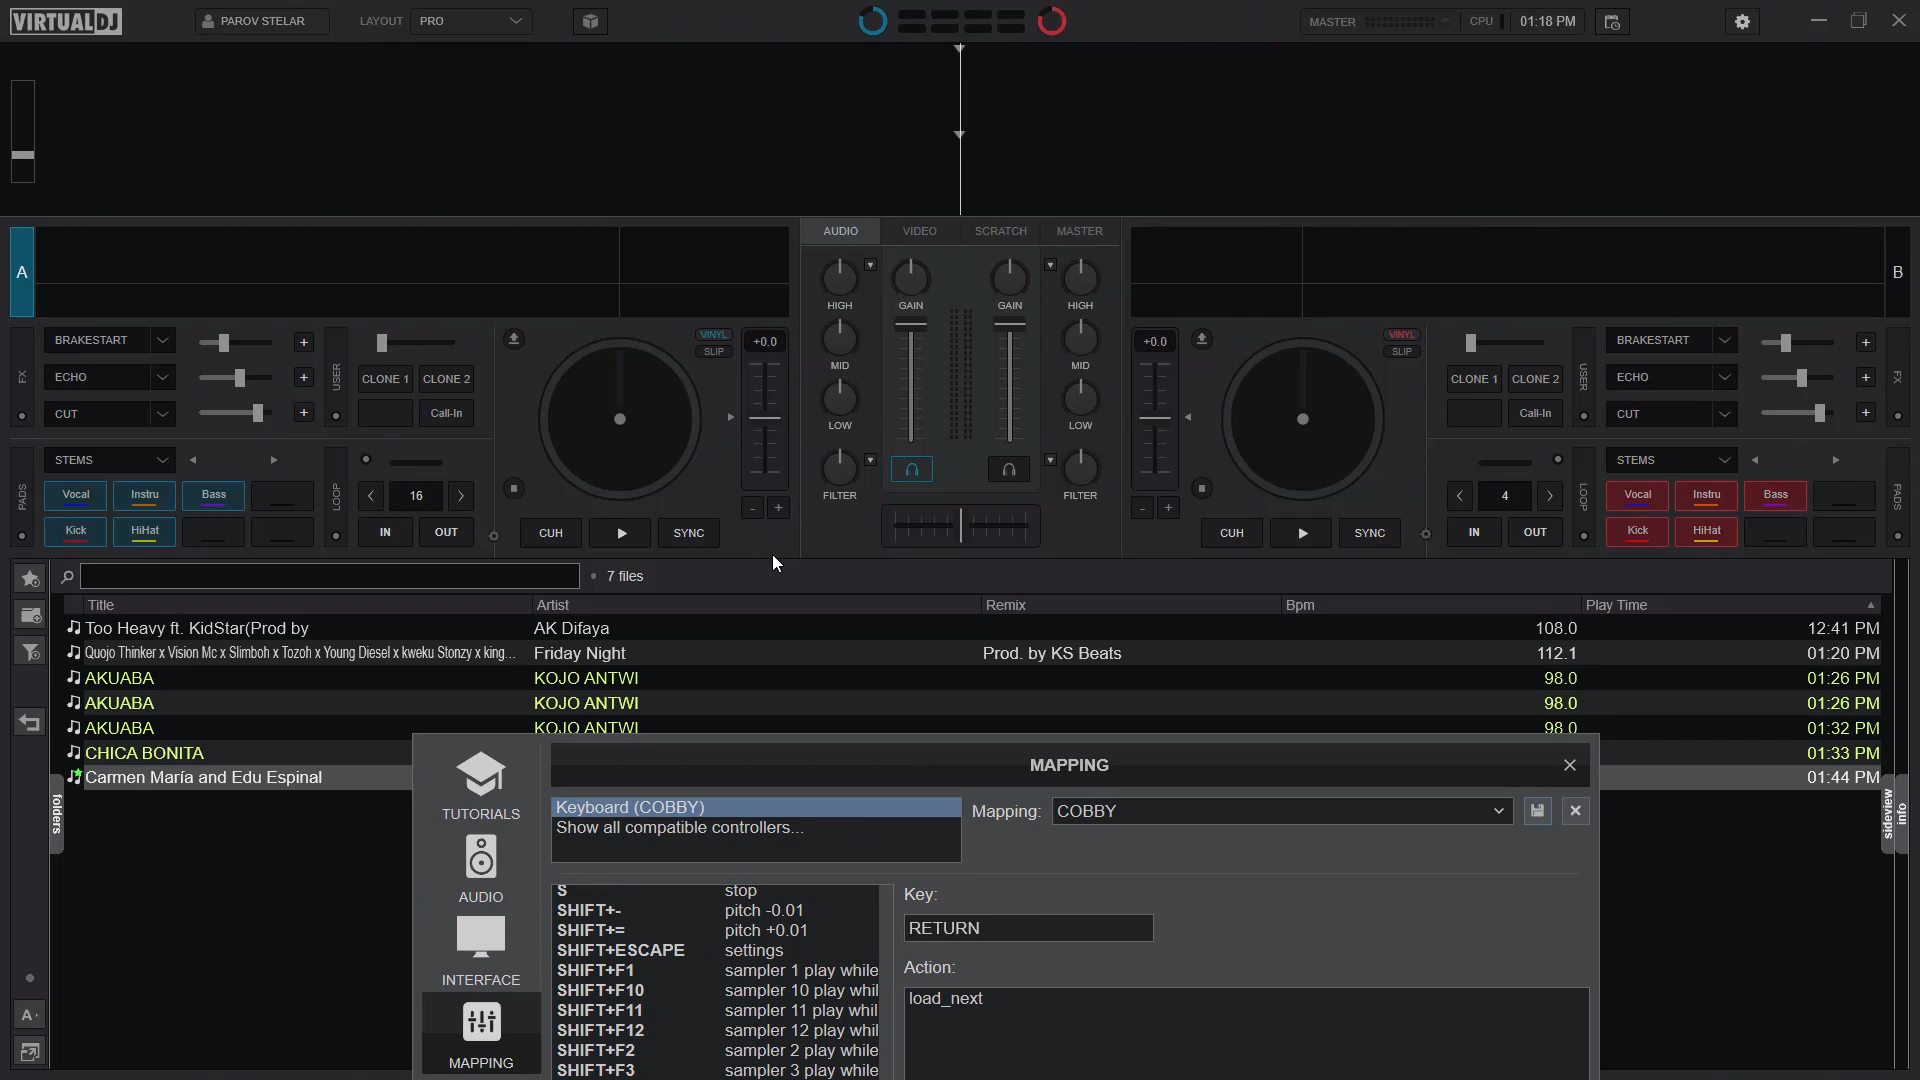 VIRTUAL DJ
PAROV STELAR
LAYOUT PRO
MASTER
CPU
01:18 PM
A
AUDIO VIDEO SCRATCH MASTER
B
HIGH GAIN GAIN HIGH
MID MID
LOW LOW
FILTER FILTER
FX
BRAKESTART
ECHO
CUT
USER
CLONE 1 CLONE 2
Call-In
VINYL
SLIP
+0.0
PADS
STEMS
Vocal Instru Bass
Kick HiHat
LOOP
16
IN OUT
CUH SYNC
- +
+0.0
VINYL
SLIP
CLONE 1 CLONE 2
Call-In
USER
BRAKESTART
ECHO
CUT
FX
- +
CUH SYNC
4
IN OUT
LOOP
STEMS
Vocal Instru Bass
Kick HiHat
PADS
7 files
Title Artist Remix Bpm Play Time
Too Heavy ft. KidStar(Prod by AK Difaya 108.0 12:41 PM
Quojo Thinker x Vision Mc x Slimboh x Tozoh x Young Diesel x kweku Stonzy x king... Friday Night Prod. by KS Beats 112.1 01:20 PM
AKUABA KOJO ANTWI 98.0 01:26 PM
AKUABA KOJO ANTWI 98.0 01:26 PM
AKUABA KOJO ANTWI 98.0 01:32 PM
CHICA BONITA 01:33 PM
Carmen María and Edu Espinal 01:44 PM
folders
sideview
info
A+
TUTORIALS
AUDIO
INTERFACE
MAPPING
MAPPING
Keyboard (COBBY)
Show all compatible controllers...
Mapping: COBBY
S stop
SHIFT+- pitch -0.01
SHIFT+= pitch +0.01
SHIFT+ESCAPE settings
SHIFT+F1 sampler 1 play while
SHIFT+F10 sampler 10 play whil
SHIFT+F11 sampler 11 play whil
SHIFT+F12 sampler 12 play whil
SHIFT+F2 sampler 2 play while
SHIFT+F3 sampler 3 play while
Key:
RETURN
Action:
load_next